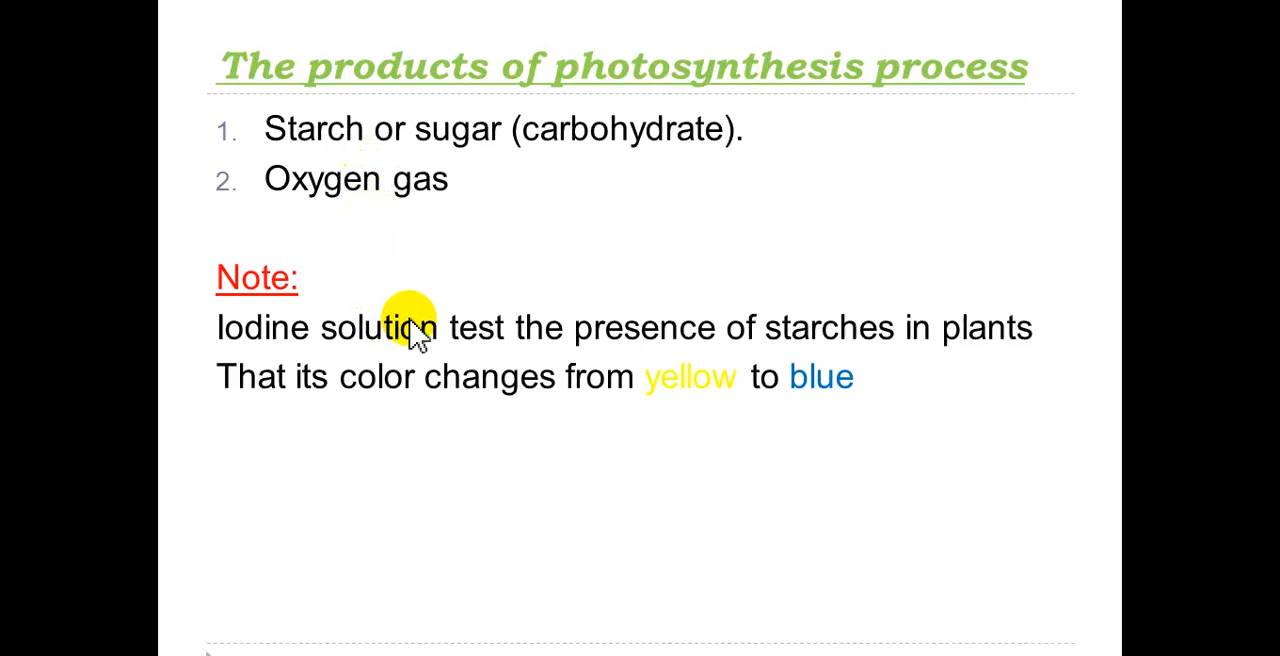 The products of photosynthesis process
1. Starch or sugar (carbohydrate).
2. Oxygen gas
Note:
Iodine solution test the presence of starches in plants
That its color changes from yellow to blue